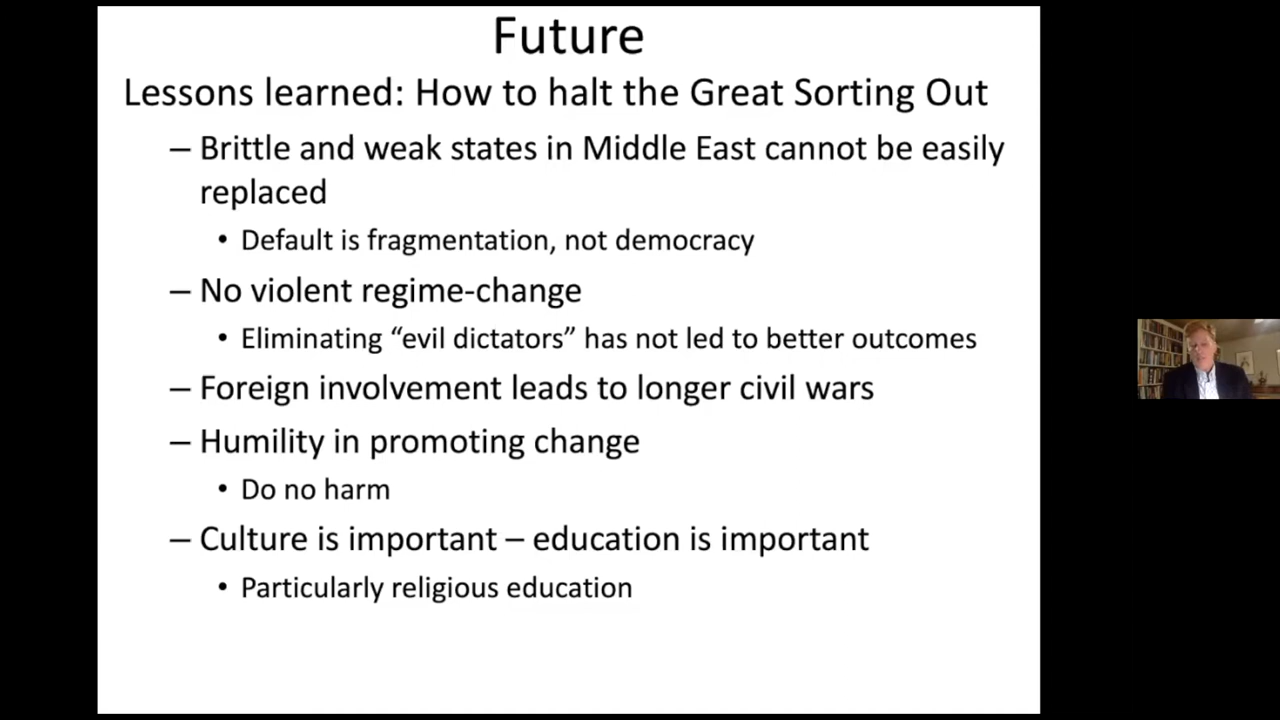 Future
Lessons learned: How to halt the Great Sorting Out
– Brittle and weak states in Middle East cannot be easily
replaced
• Default is fragmentation, not democracy
– No violent regime-change
• Eliminating “evil dictators” has not led to better outcomes
– Foreign involvement leads to longer civil wars
– Humility in promoting change
• Do no harm
– Culture is important – education is important
• Particularly religious education